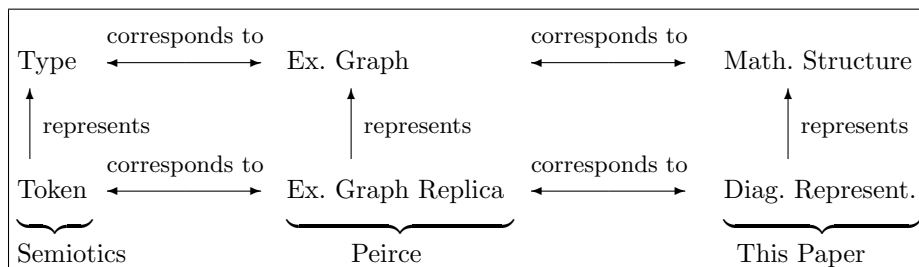 corresponds to corresponds to
Type Ex. Graph Math. Structure
represents represents represents
corresponds to corresponds to
Token Ex. Graph Replica Diag. Represent.
Semiotics Peirce This Paper